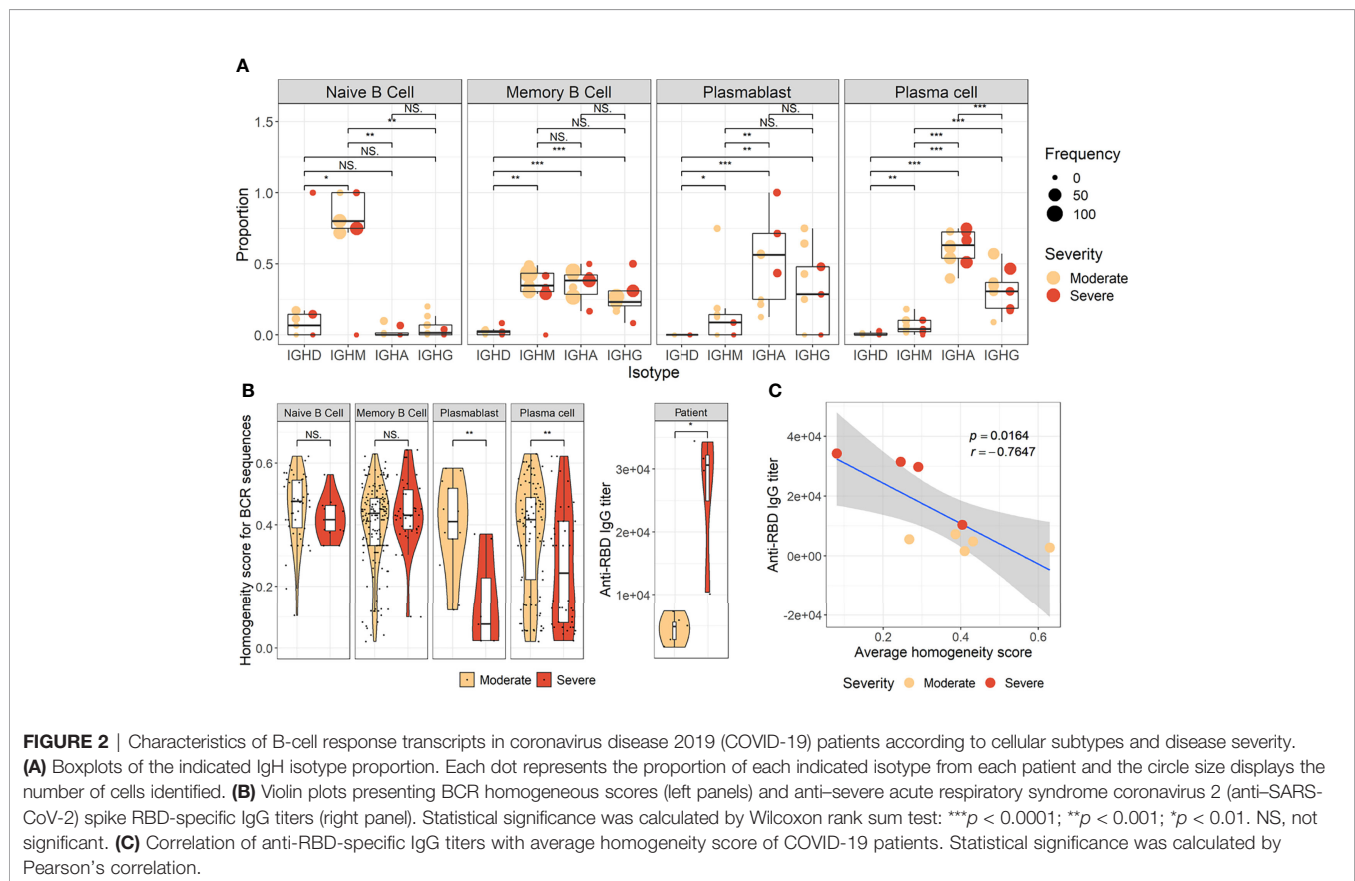 A
Naive B Cell
Memory B Cell
Plasmablast
Plasma cell
NS.
**
**
NS.
NS.
*
NS.
NS.
NS.
***
***
**
NS.
NS.
**
**
***
*
***
***
***
***
***
**
Proportion
1.5
1.0
0.5
0.0
IGHD IGHM IGHA IGHG
IGHD IGHM IGHA IGHG
IGHD IGHM IGHA IGHG
IGHD IGHM IGHA IGHG
Isotype
Frequency
0
50
100
Severity
Moderate
Severe
B
Naive B Cell
Memory B Cell
Plasmablast
Plasma cell
NS.
NS.
**
**
Homogeneity score for BCR sequences
0.6
0.4
0.2
0.0
Patient
*
Anti-RBD IgG titer
3e+04
2e+04
1e+04
Moderate Severe
C
p = 0.0164
r = −0.7647
Anti-RBD IgG titer
4e+04
2e+04
0e+00
-2e+04
0.2 0.4 0.6
Average homogeneity score
Severity Moderate Severe
FIGURE 2 | Characteristics of B-cell response transcripts in coronavirus disease 2019 (COVID-19) patients according to cellular subtypes and disease severity.
(A) Boxplots of the indicated IgH isotype proportion. Each dot represents the proportion of each indicated isotype from each patient and the circle size displays the
number of cells identified. (B) Violin plots presenting BCR homogeneous scores (left panels) and anti–severe acute respiratory syndrome coronavirus 2 (anti–SARS-
CoV-2) spike RBD-specific IgG titers (right panel). Statistical significance was calculated by Wilcoxon rank sum test: ***p < 0.0001; **p < 0.001; *p < 0.01. NS, not
significant. (C) Correlation of anti-RBD-specific IgG titers with average homogeneity score of COVID-19 patients. Statistical significance was calculated by
Pearson's correlation.